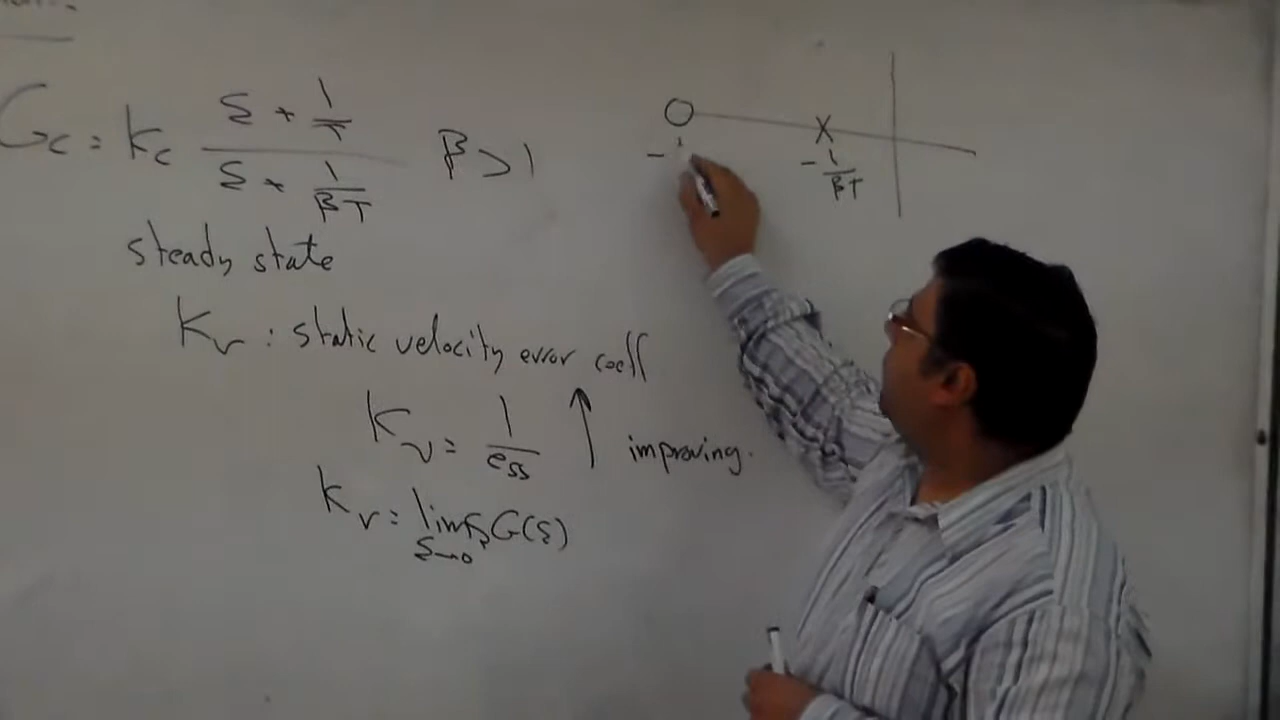 Gc = Kc (s + 1/T) / (s + 1/βT)   β > 1
steady state
Kv : static velocity error coeff
Kv = 1/ess ↑ improving.
Kv = lim s→0 s G(s)
- 1/βT
- 1